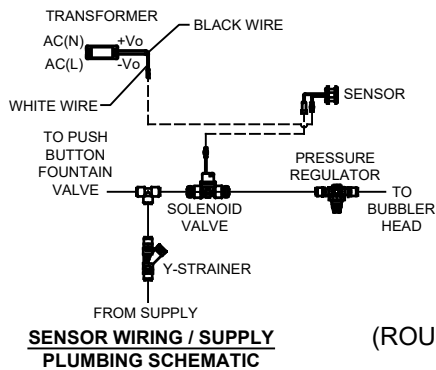 TRANSFORMER
BLACK WIRE
AC(N)
+Vo
AC(L)
-Vo
WHITE WIRE
SENSOR
TO PUSH
BUTTON
FOUNTAIN
VALVE
PRESSURE
REGULATOR
SOLENOID
VALVE
TO
BUBBLER
HEAD
Y-STRAINER
FROM SUPPLY
SENSOR WIRING / SUPPLY
PLUMBING SCHEMATIC
(ROU